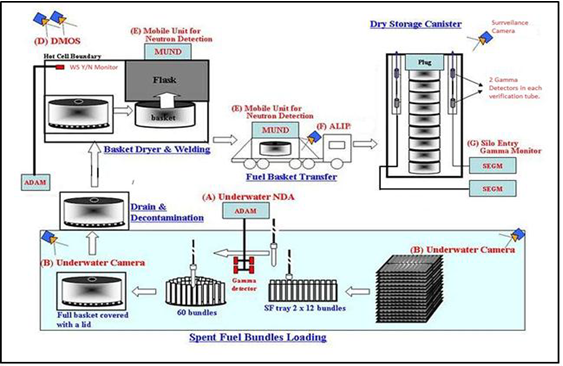 (D) DMOS
(E) Mobile Unit for
Neutron Detection
MUND
Dry Storage Canister
Surveillance
Camera
Hot Cell Boundary
WS Y/N Monitor
Flask
basket
Plug
2 Gamma
Detectors in each
verification tube.
(E) Mobile Unit for
Neutron Detection
MUND
(F) ALIP
Basket Dryer & Welding
Fuel Basket Transfer
(G) Silo Entry
Gamma Monitor
SEGM
SEGM
ADAM
Drain &
Decontamination
(A) Underwater NDA
ADAM
(B) Underwater Camera
(B) Underwater Camera
Gamma
detector
Full basket covered
with a lid
60 bundles
SF tray 2 x 12 bundles
Spent Fuel Bundles Loading